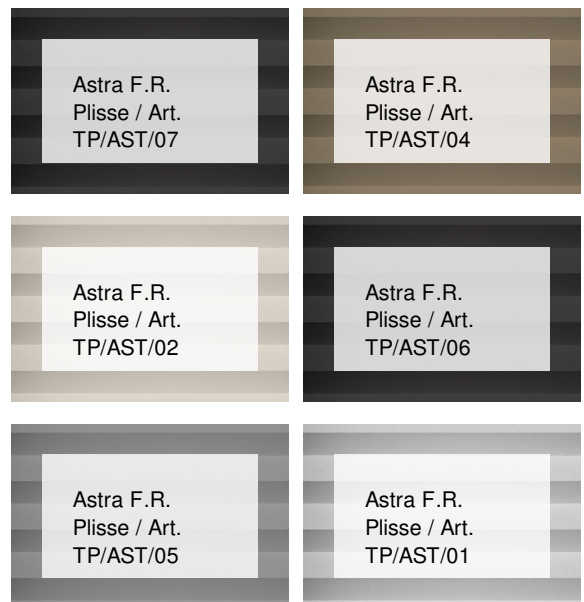 Astra F.R.
Plisse / Art.
TP/AST/07
Astra F.R.
Plisse / Art.
TP/AST/04
Astra F.R.
Plisse / Art.
TP/AST/02
Astra F.R.
Plisse / Art.
TP/AST/06
Astra F.R.
Plisse / Art.
TP/AST/05
Astra F.R.
Plisse / Art.
TP/AST/01